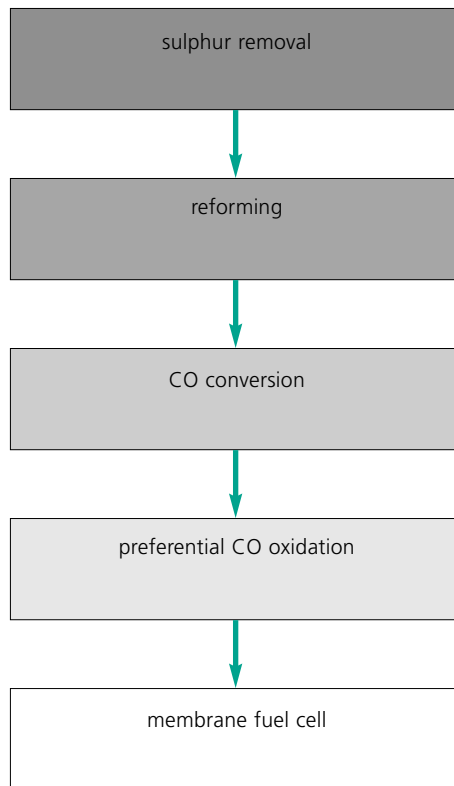 sulphur removal
reforming
CO conversion
preferential CO oxidation
membrane fuel cell